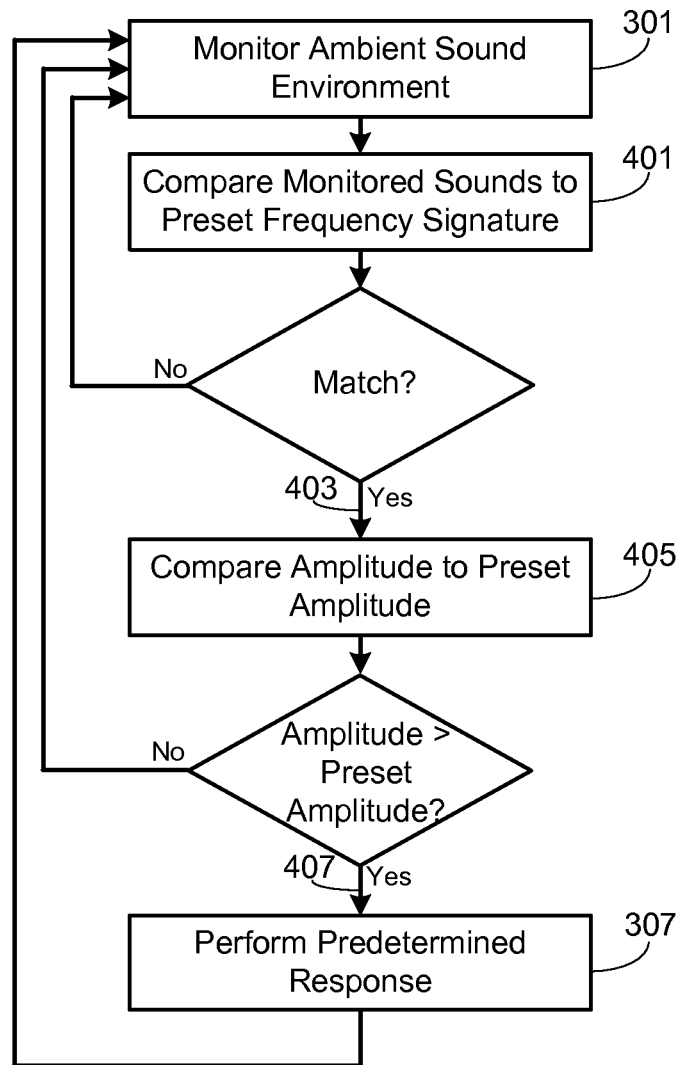 301
Monitor Ambient Sound
Environment
401
Compare Monitored Sounds to
Preset Frequency Signature
No
Match?
403
Yes
405
Compare Amplitude to Preset
Amplitude
No
Amplitude >
Preset
Amplitude?
407
Yes
307
Perform Predetermined
Response